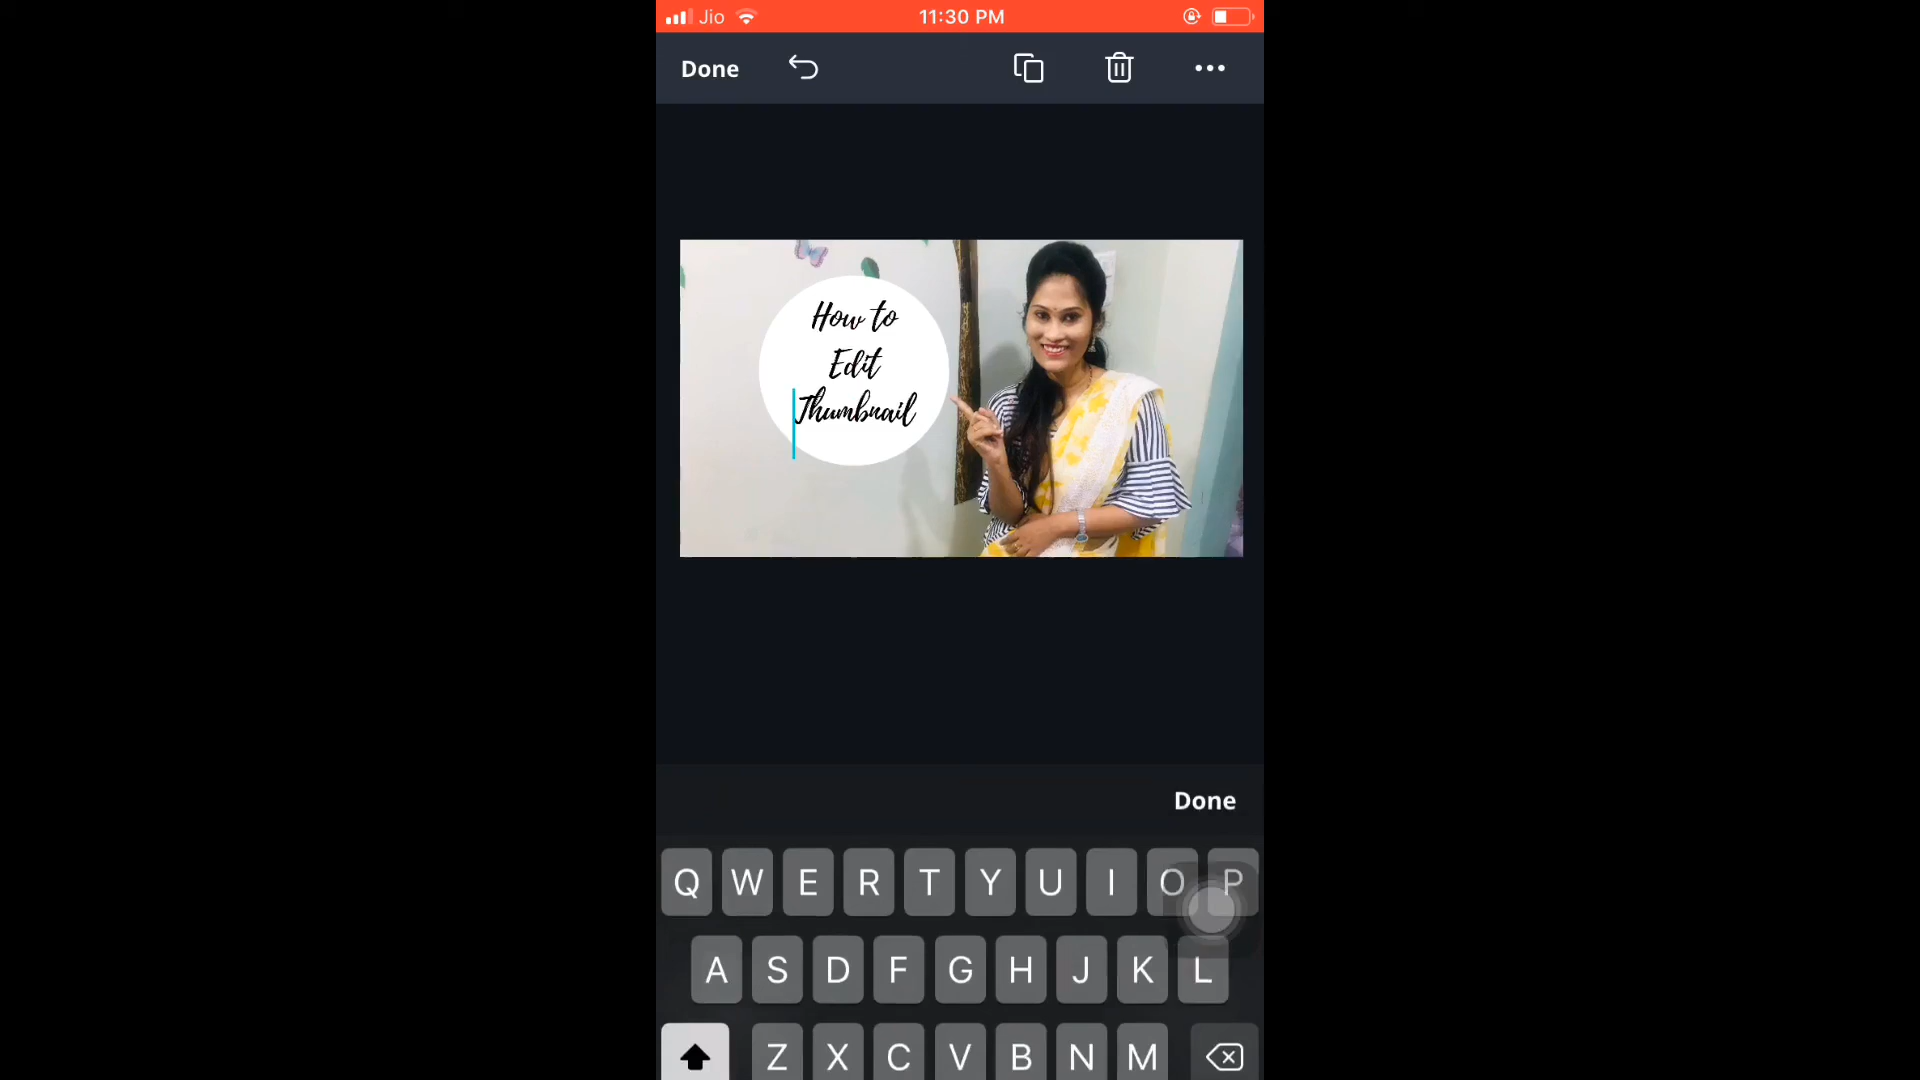 Jio
11:30 PM
Done
How to
Edit
Thumbnail
Done
Q W E R T Y U I O P
A S D F G H J K L
Z X C V B N M